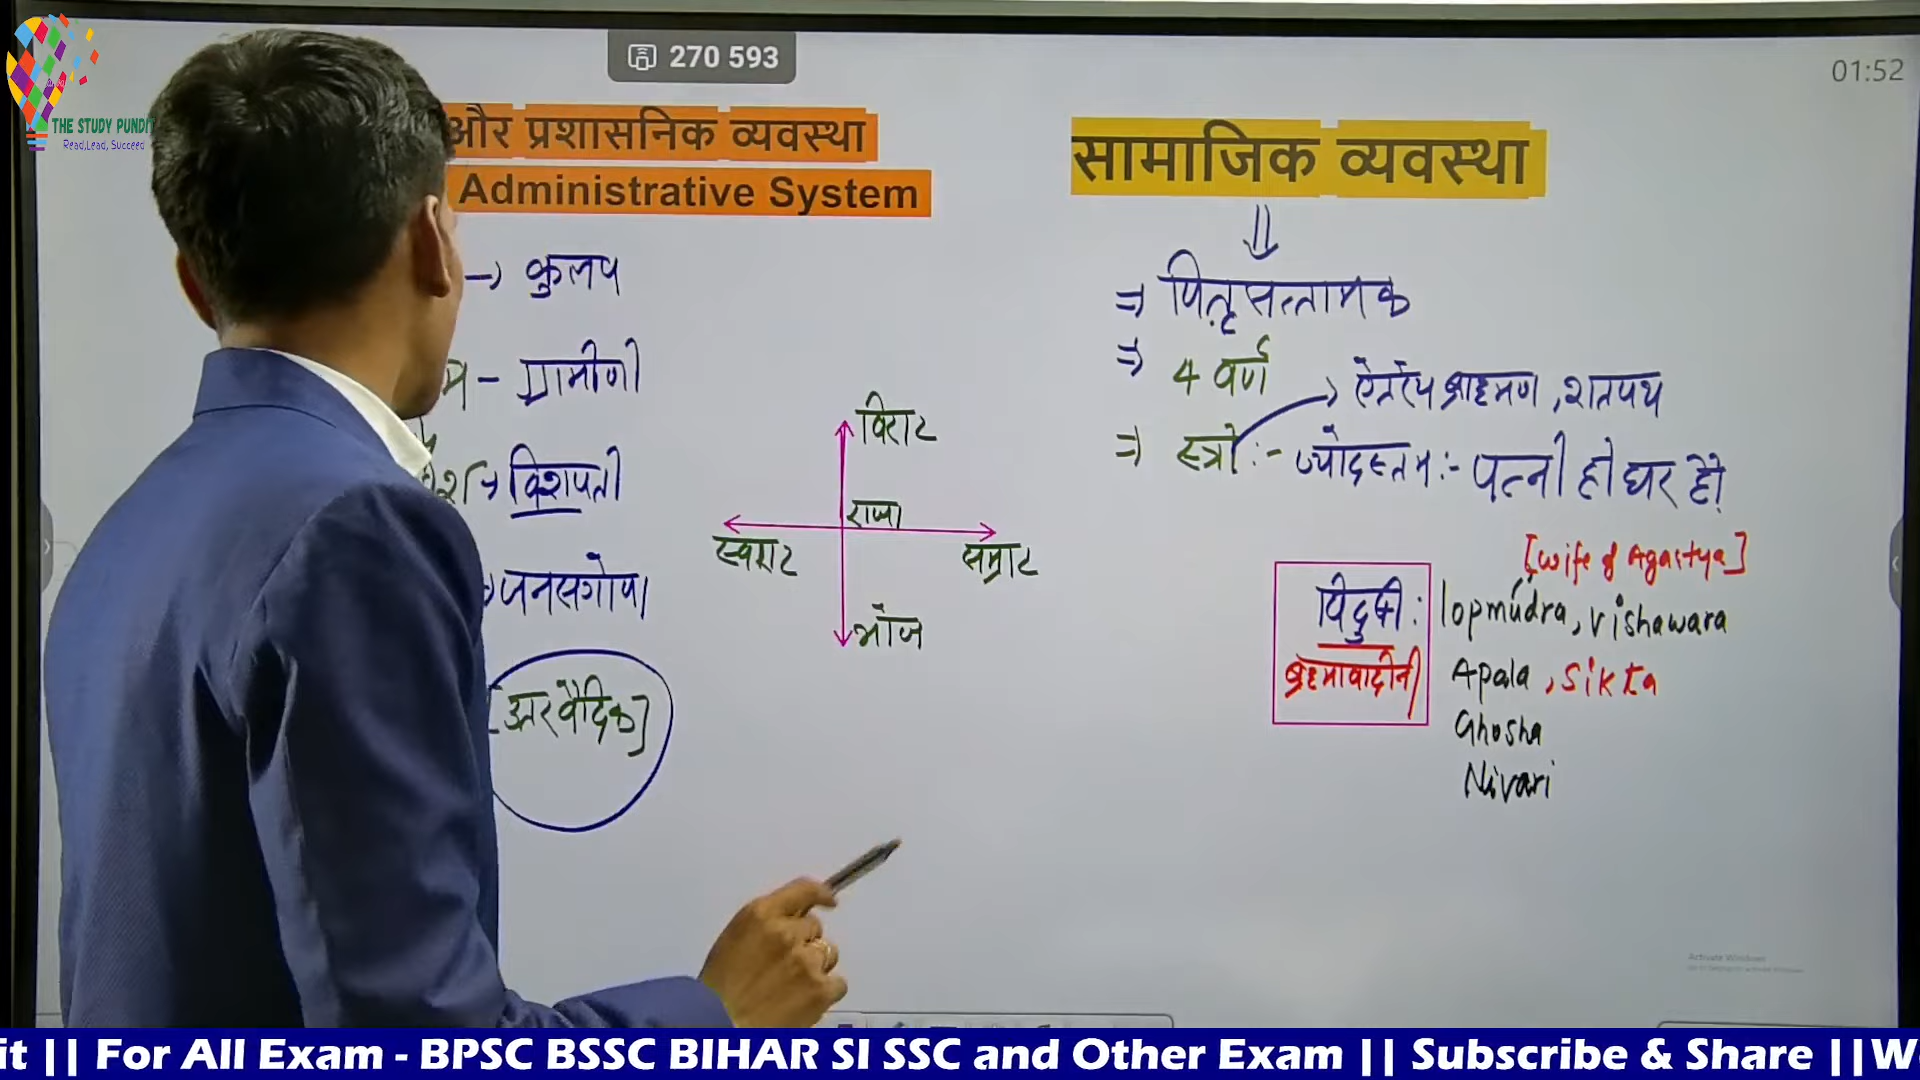 270 593
01:52
THE STUDY PUNDIT
Read,Lead, Succeed
और प्रशासनिक व्यवस्था
Administrative System
→ कुलप
म - ग्रामीणी
श → विशपती
→ जनसगोपा
[उतरवैदिक]
विराट
राजा
स्वराट
सम्राट
भोज
सामाजिक व्यवस्था
⇒ पितृसत्तामक
⇒ 4 वर्ण
→ ऐतरेय ब्राह्मण, शतपथ
⇒ स्त्री :- ज्योदस्तम :- पत्नी ही घर है
[wife of Agastya]
विदुषी : lopmudra, vishawara
ब्रह्मावादीनी
Apala, Sikta
Ghosha
Nivari
Activate Windows
it || For All Exam - BPSC BSSC BIHAR SI SSC and Other Exam || Subscribe & Share ||W